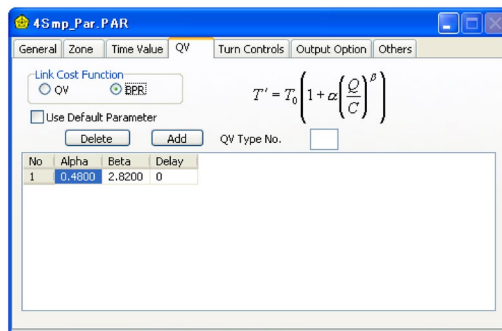 4Smp_Par.PAR
General Zone Time Value QV Turn Controls Output Option Others
Link Cost Function
QV BPR
T' = T₀(1 + α(Q/C)^β)
Use Default Parameter
Delete Add QV Type No.
No Alpha Beta Delay
1 0.4800 2.8200 0